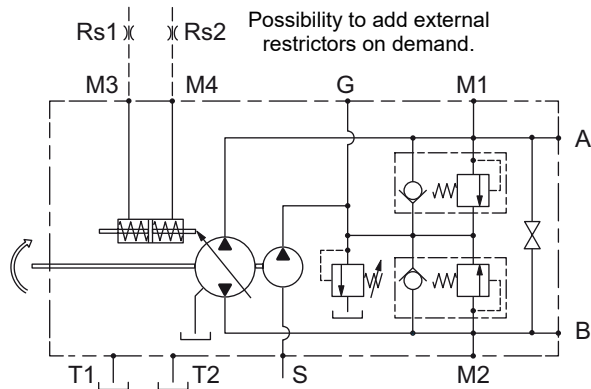 Possibility to add external
restrictors on demand.
Rs1 Rs2
M3 M4 G M1
A
B
T1 T2 S M2